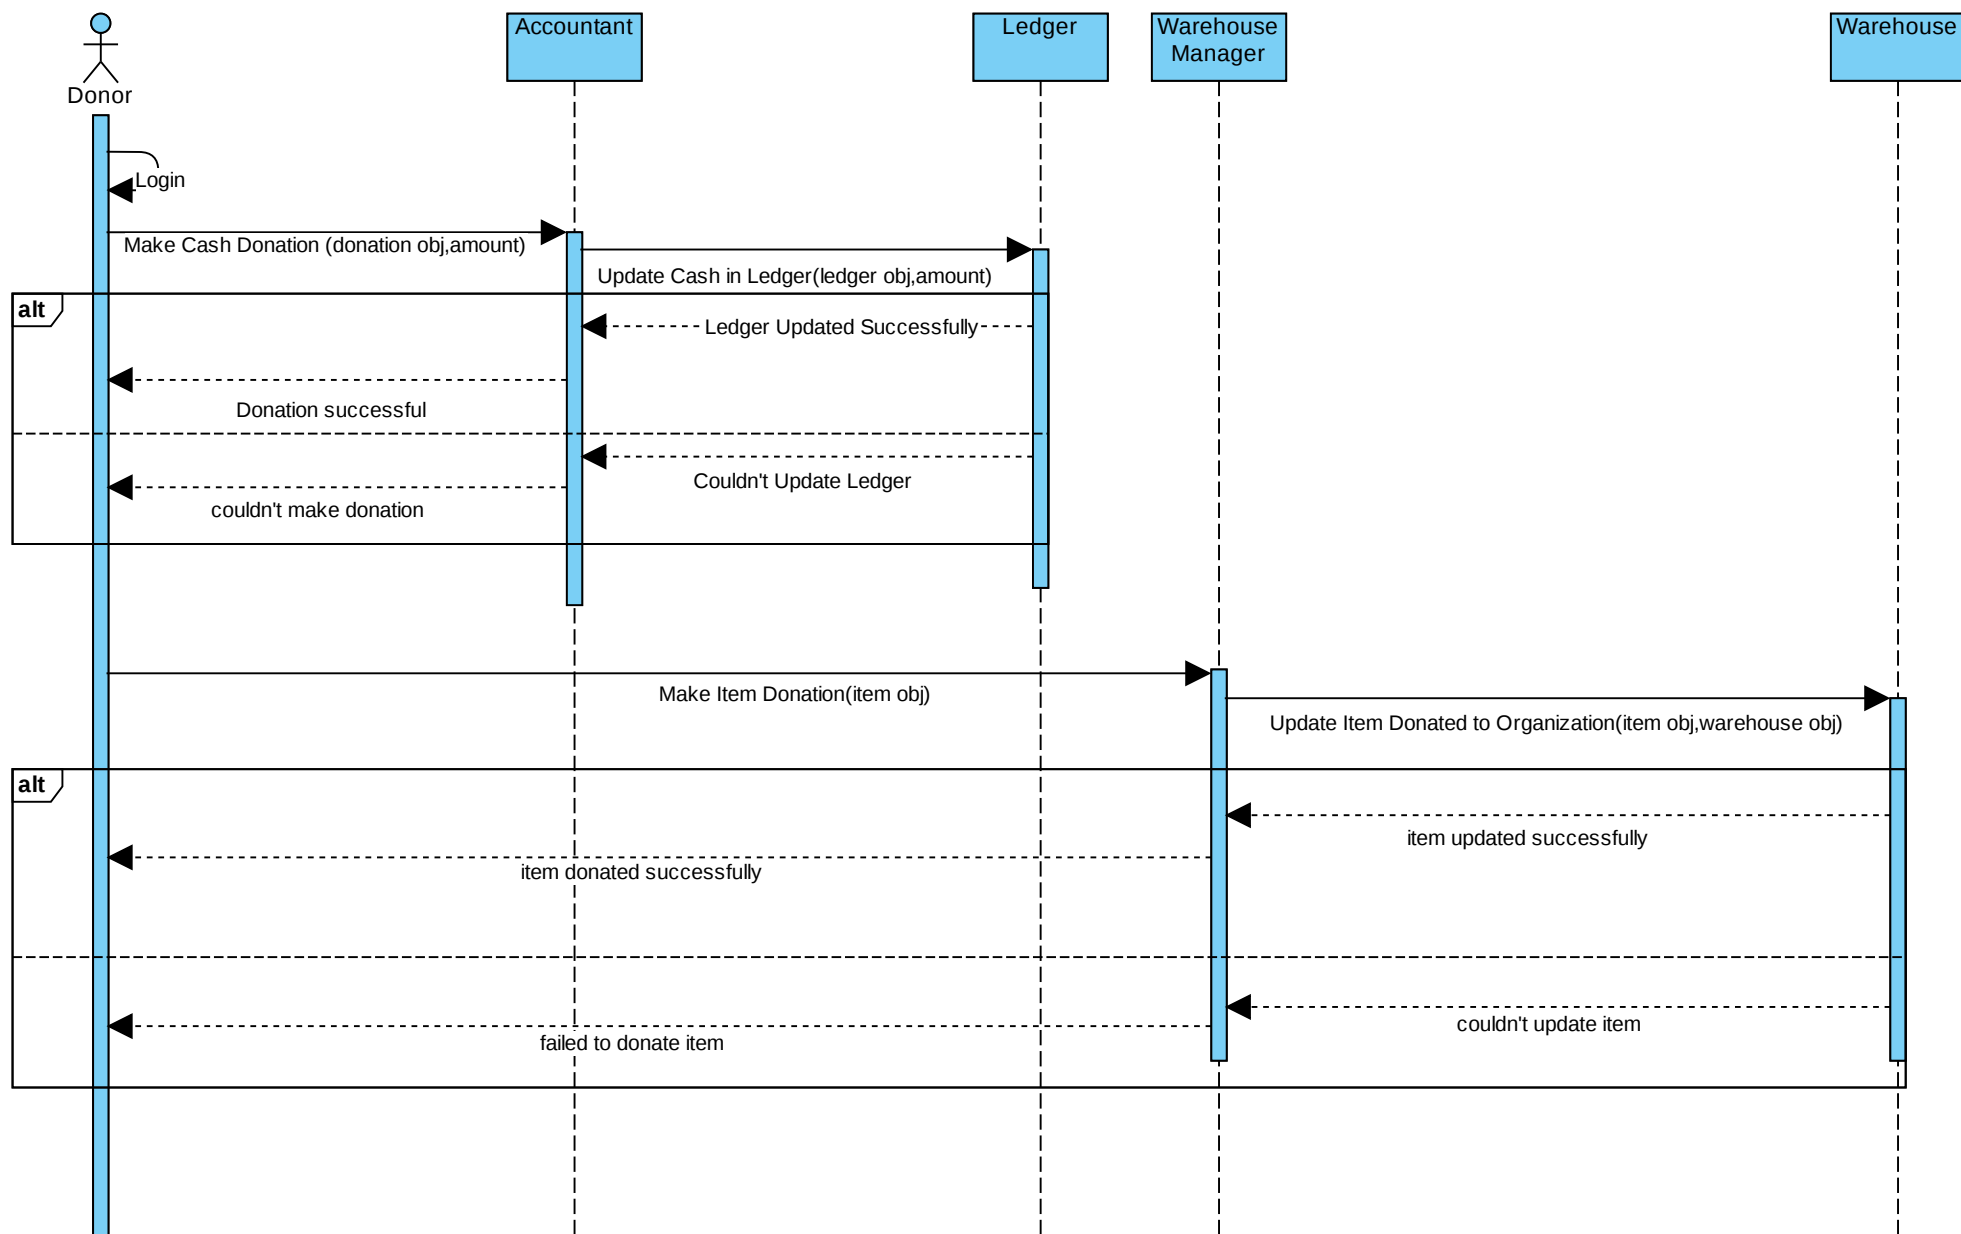 Donor
Accountant
Ledger
Warehouse
Manager
Warehouse
Login
Make Cash Donation (donation obj,amount)
Update Cash in Ledger(ledger obj,amount)
alt
Ledger Updated Successfully
Donation successful
Couldn't Update Ledger
couldn't make donation
Make Item Donation(item obj)
Update Item Donated to Organization(item obj,warehouse obj)
alt
item updated successfully
item donated successfully
couldn't update item
failed to donate item